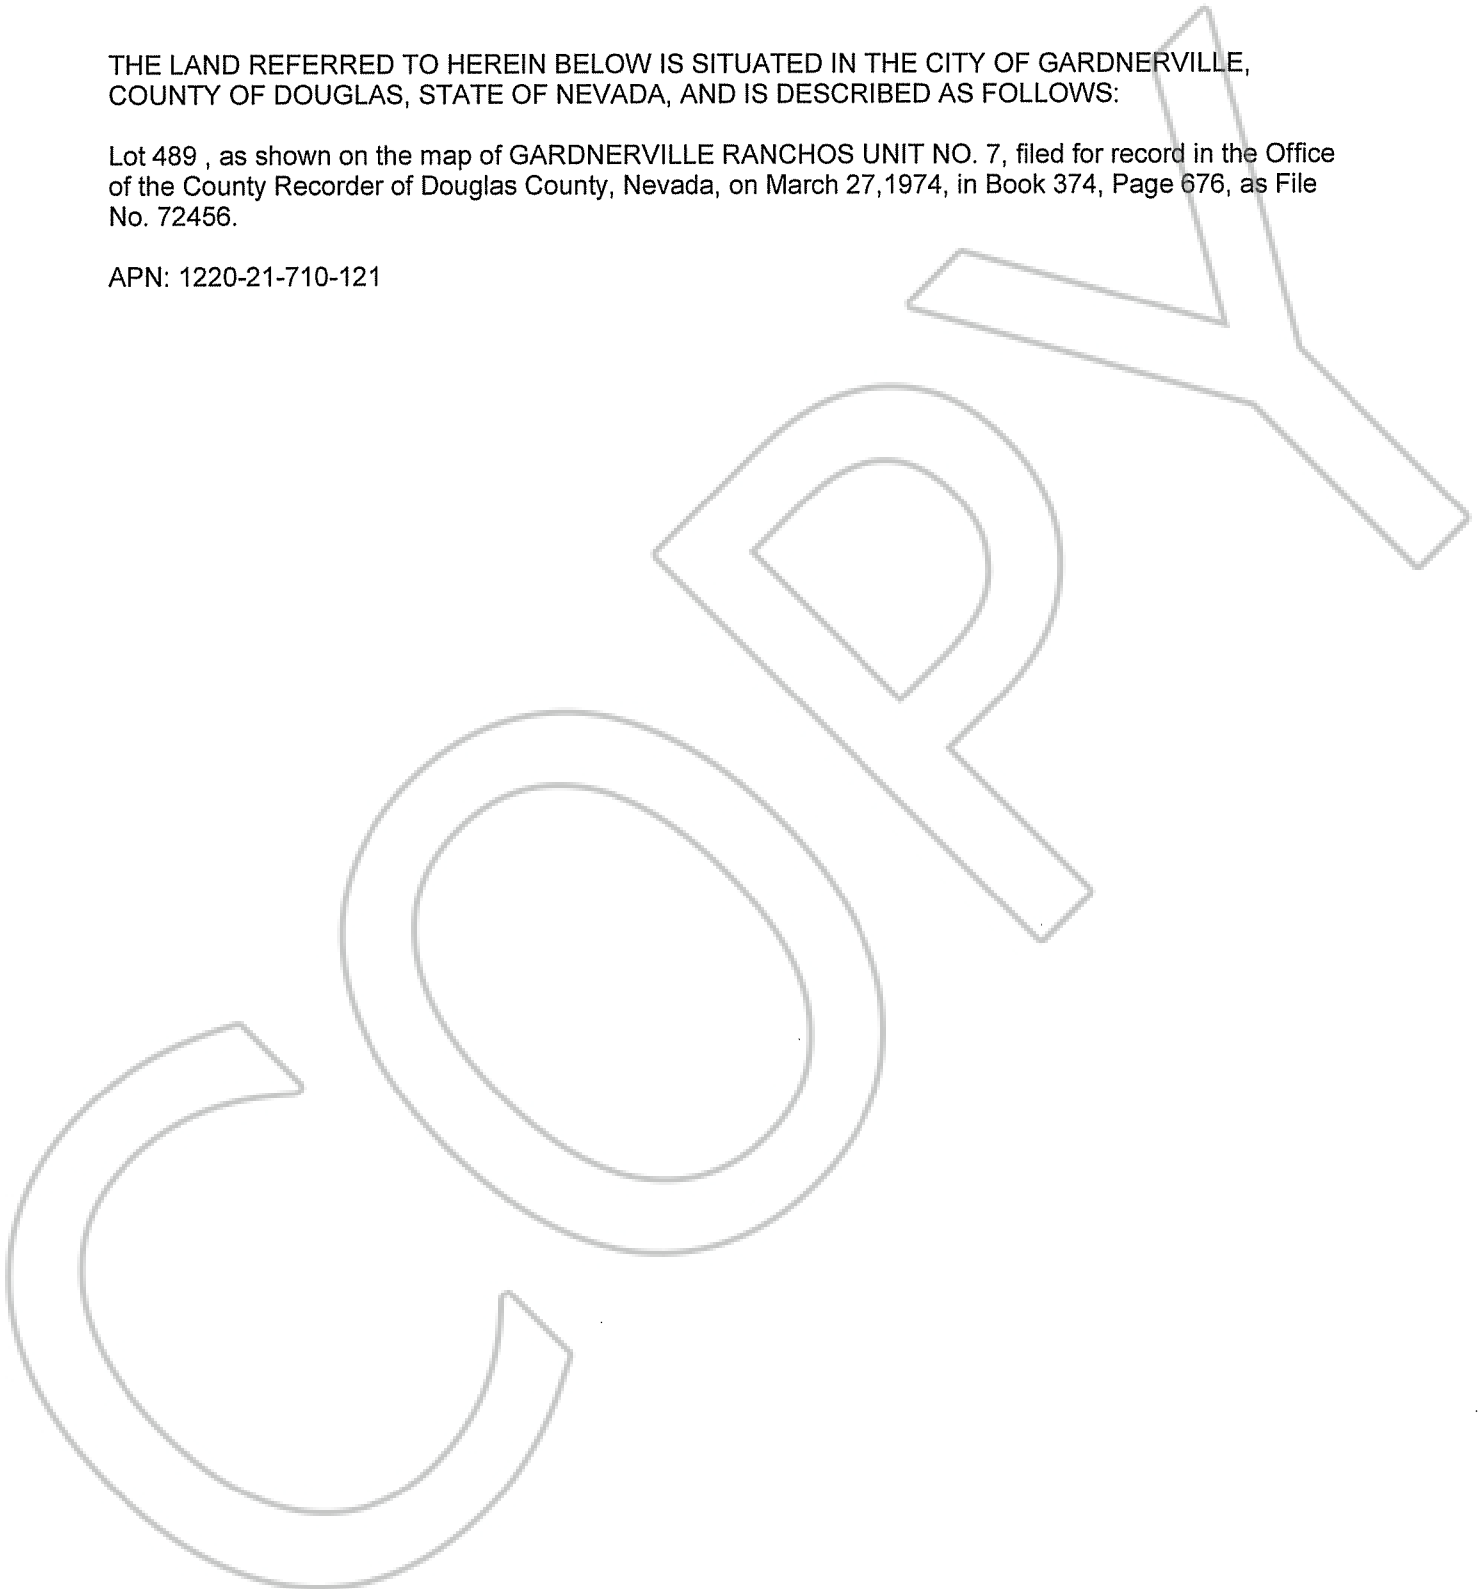 THE LAND REFERRED TO HEREIN BELOW IS SITUATED IN THE CITY OF GARDNERVILLE,
COUNTY OF DOUGLAS, STATE OF NEVADA, AND IS DESCRIBED AS FOLLOWS:
Lot 489 , as shown on the map of GARDNERVILLE RANCHOS UNIT NO. 7, filed for record in the Office
of the County Recorder of Douglas County, Nevada, on March 27,1974, in Book 374, Page 676, as File
No. 72456.
APN: 1220-21-710-121
COPY